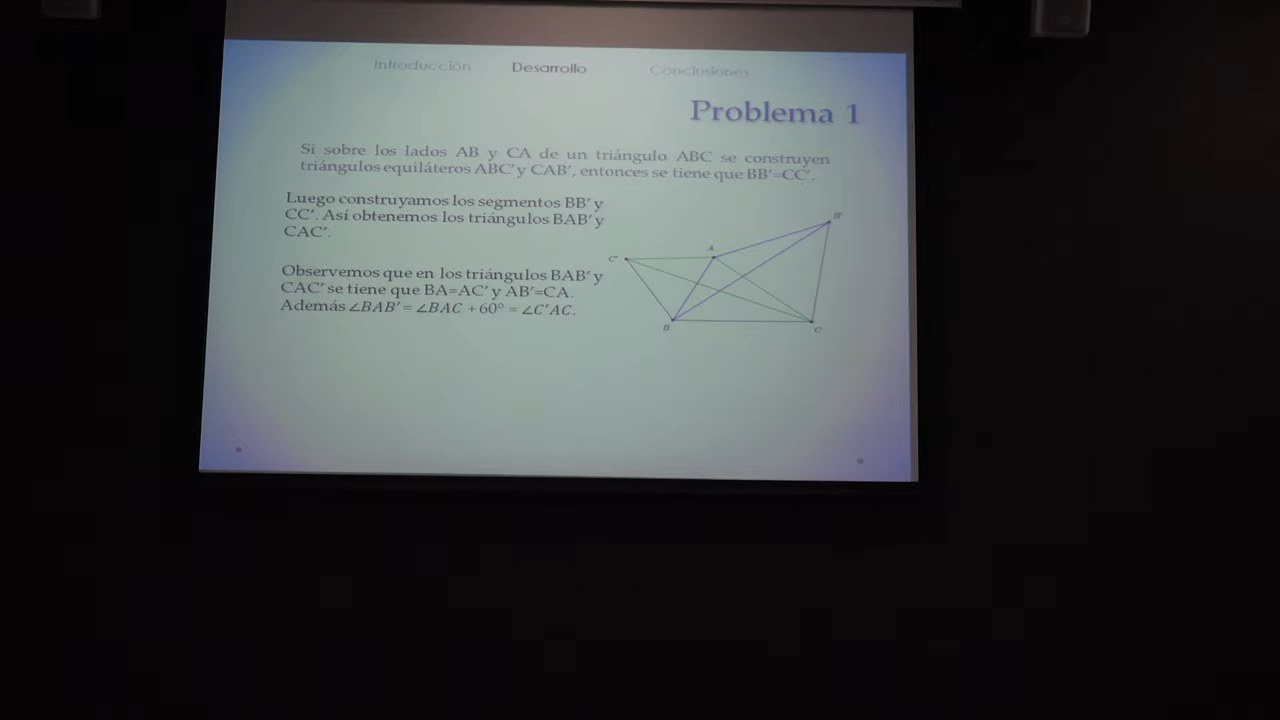 Introducción Desarrollo Conclusiones
Problema 1
Si sobre los lados AB y CA de un triángulo ABC se construyen
triángulos equiláteros ABC' y CAB', entonces se tiene que BB'=CC'.
Luego construyamos los segmentos BB' y
CC'. Así obtenemos los triángulos BAB' y
CAC'.
Observemos que en los triángulos BAB' y
CAC' se tiene que BA=AC' y AB'=CA.
Además ∠BAB' = ∠BAC + 60° = ∠C'AC.
B'
A
C'
B
C